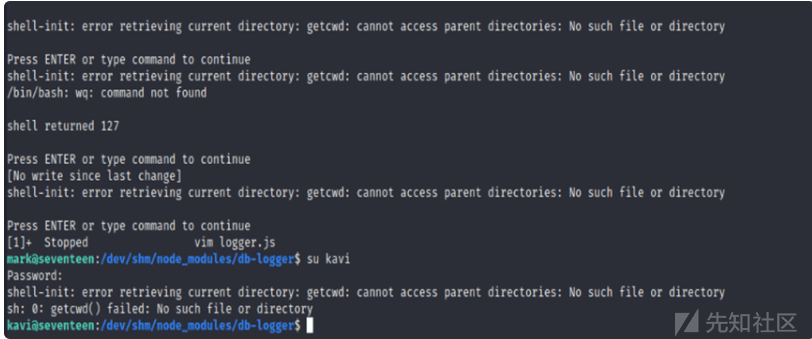 shell-init: error retrieving current directory: getcwd: cannot access parent directories: No such file or directory
Press ENTER or type command to continue
shell-init: error retrieving current directory: getcwd: cannot access parent directories: No such file or directory
/bin/bash: wq: command not found
shell returned 127
Press ENTER or type command to continue
[No write since last change]
shell-init: error retrieving current directory: getcwd: cannot access parent directories: No such file or directory
Press ENTER or type command to continue
[1]+  Stopped                 vim logger.js
mark@seventeen:/dev/shm/node_modules/db-logger$ su kavi
Password:
shell-init: error retrieving current directory: getcwd: cannot access parent directories: No such file or directory
sh: 0: getcwd() failed: No such file or directory
kavi@seventeen:/dev/shm/node_modules/db-logger$
先知社区